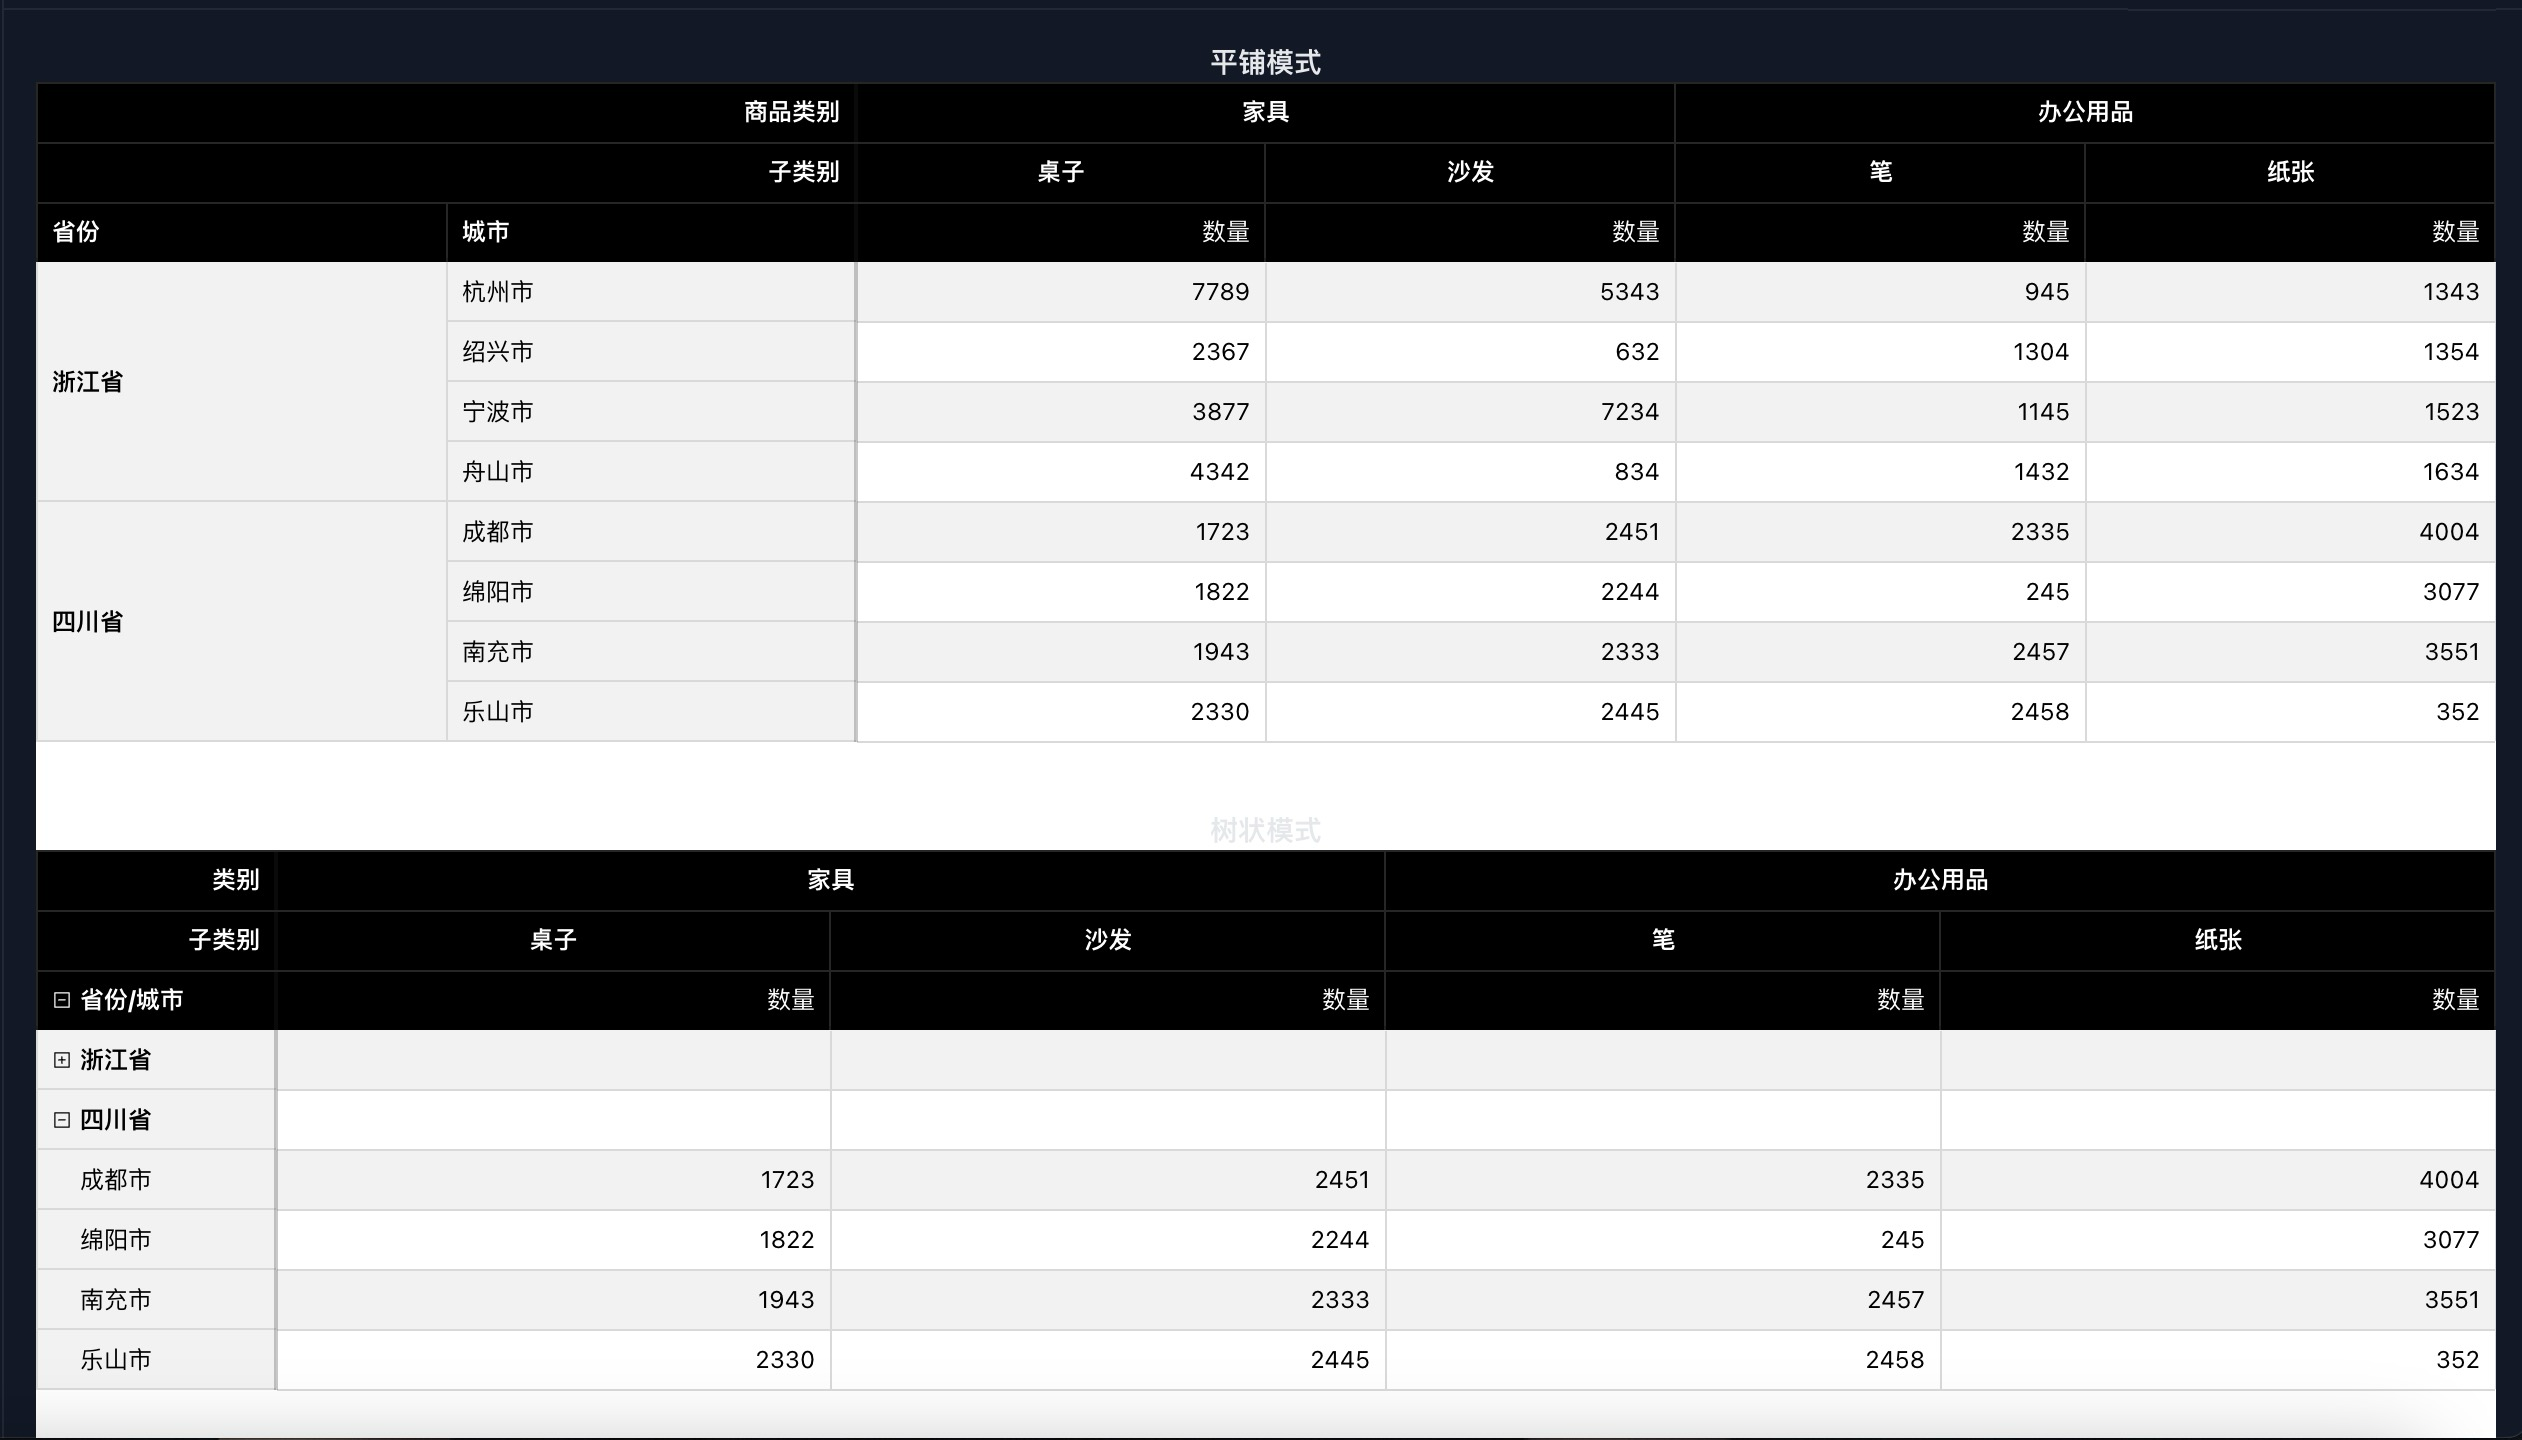 平铺模式
商品类别 家具 办公用品
子类别 桌子 沙发 笔 纸张
省份 城市 数量 数量 数量 数量
浙江省 杭州市 7789 5343 945 1343
绍兴市 2367 632 1304 1354
宁波市 3877 7234 1145 1523
舟山市 4342 834 1432 1634
四川省 成都市 1723 2451 2335 4004
绵阳市 1822 2244 245 3077
南充市 1943 2333 2457 3551
乐山市 2330 2445 2458 352
树状模式
类别 家具 办公用品
子类别 桌子 沙发 笔 纸张
省份/城市 数量 数量 数量 数量
浙江省
四川省
成都市 1723 2451 2335 4004
绵阳市 1822 2244 245 3077
南充市 1943 2333 2457 3551
乐山市 2330 2445 2458 352